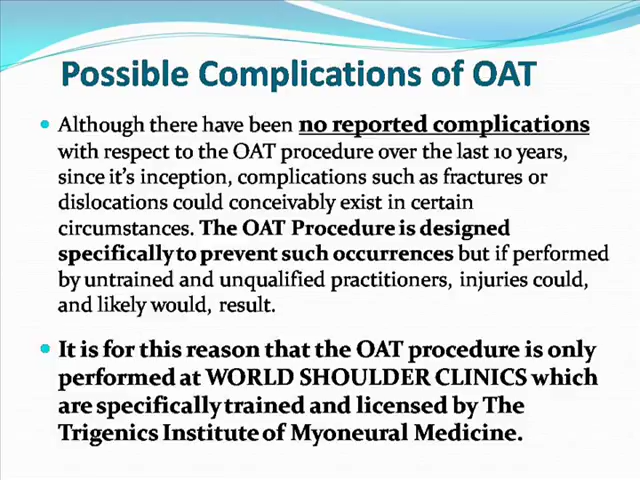 Possible Complications of OAT
• Although there have been no reported complications
with respect to the OAT procedure over the last 10 years,
since it's inception, complications such as fractures or
dislocations could conceivably exist in certain
circumstances. The OAT Procedure is designed
specifically to prevent such occurrences but if performed
by untrained and unqualified practitioners, injuries could,
and likely would, result.
• It is for this reason that the OAT procedure is only
performed at WORLD SHOULDER CLINICS which
are specifically trained and licensed by The
Trigenics Institute of Myoneural Medicine.